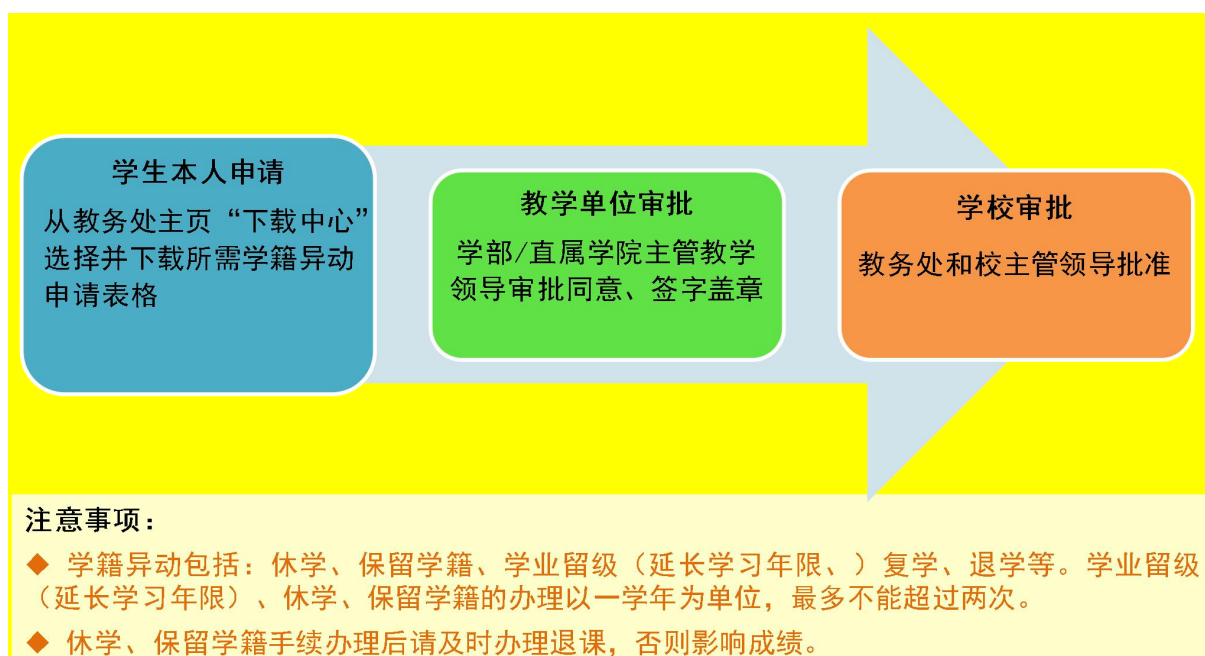 学生本人申请
从教务处主页“下载中心”
选择并下载所需学籍异动
申请表格
教学单位审批
学部/直属学院主管教学
领导审批同意、签字盖章
学校审批
教务处和校主管领导批准
注意事项：
◆ 学籍异动包括：休学、保留学籍、学业留级（延长学习年限、）复学、退学等。学业留级
（延长学习年限）、休学、保留学籍的办理以一学年为单位，最多不能超过两次。
◆ 休学、保留学籍手续办理后请及时办理退课，否则影响成绩。